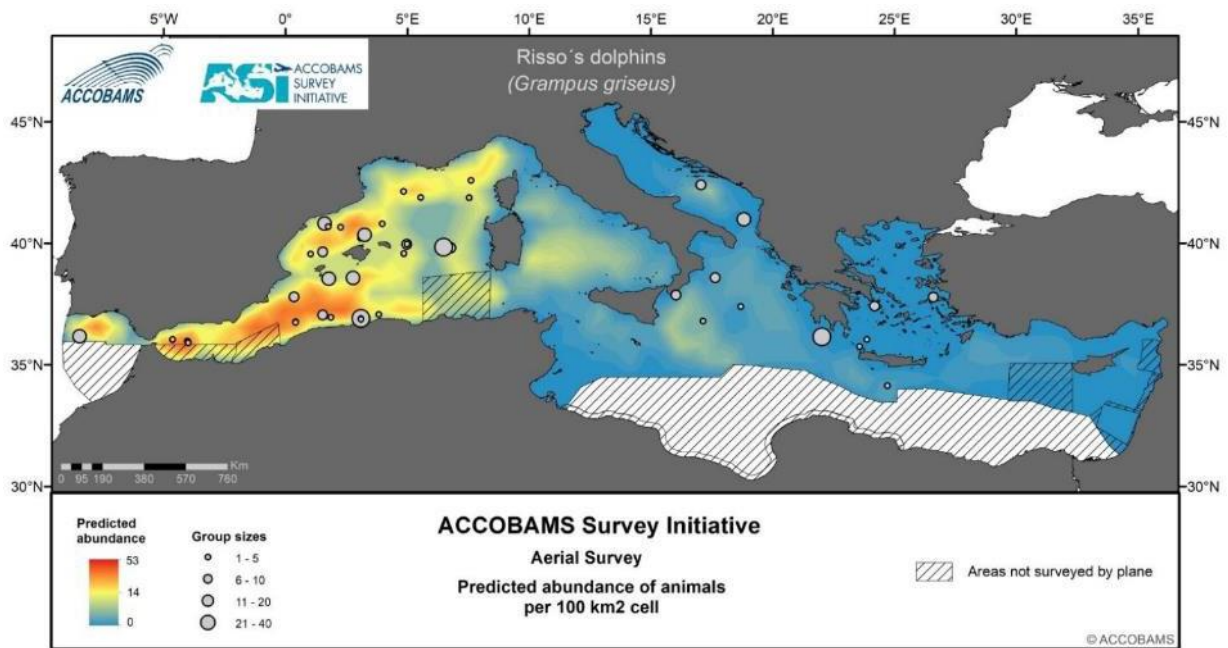 5°W 0° 5°E 10°E 15°E 20°E 25°E 30°E 35°E
ACCOBAMS
ASI ACCOBAMS
SURVEY
INITIATIVE
Risso´s dolphins
(Grampus griseus)
45°N 45°N
40°N 40°N
35°N 35°N
30°N 30°N
Km
0 95 190 380 570 760
Predicted
abundance
53
14
0
Group sizes
1 - 5
6 - 10
11 - 20
21 - 40
ACCOBAMS Survey Initiative
Aerial Survey
Predicted abundance of animals
per 100 km2 cell
Areas not surveyed by plane
© ACCOBAMS